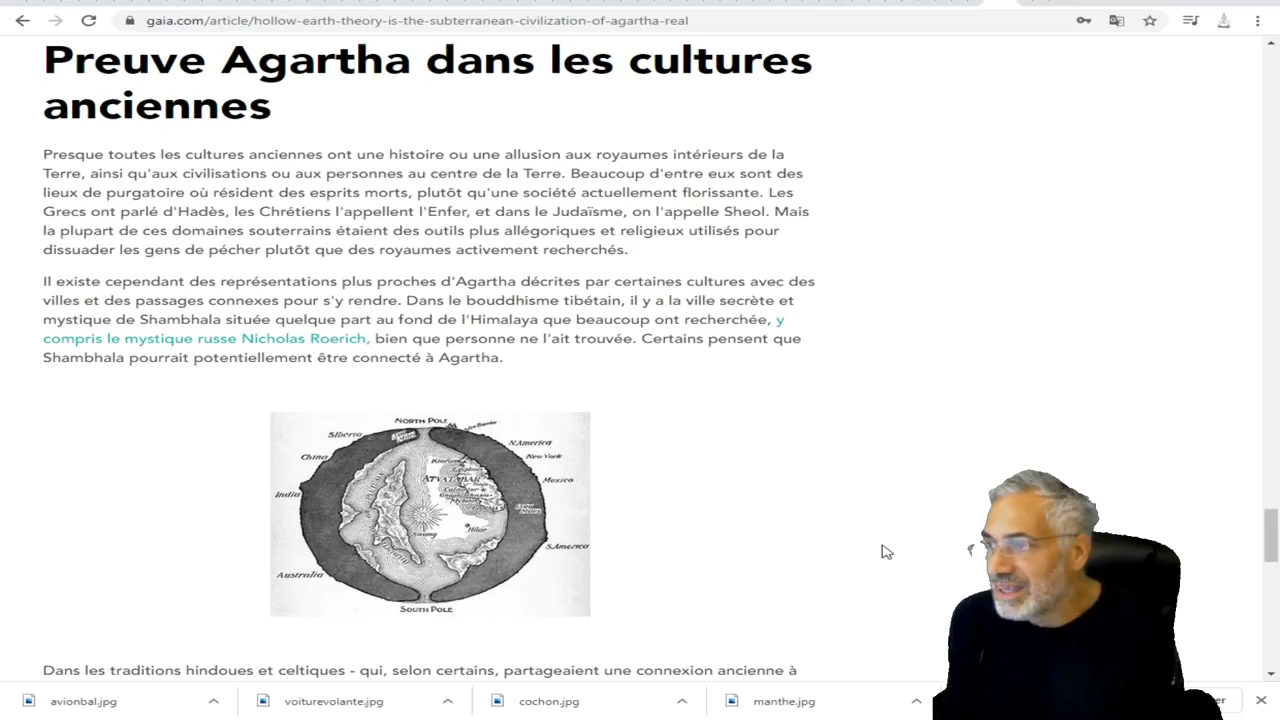 gaia.com/article/hollow-earth-theory-is-the-subterranean-civilization-of-agartha-real
Preuve Agartha dans les cultures
anciennes
Presque toutes les cultures anciennes ont une histoire ou une allusion aux royaumes intérieurs de la
Terre, ainsi qu'aux civilisations ou aux personnes au centre de la Terre. Beaucoup d'entre eux sont des
lieux de purgatoire où résident des esprits morts, plutôt qu'une société actuellement florissante. Les
Grecs ont parlé d'Hadès, les Chrétiens l'appellent l'Enfer, et dans le Judaïsme, on l'appelle Sheol. Mais
la plupart de ces domaines souterrains étaient des outils plus allégoriques et religieux utilisés pour
dissuader les gens de pécher plutôt que des royaumes activement recherchés.
Il existe cependant des représentations plus proches d'Agartha décrites par certaines cultures avec des
villes et des passages connexes pour s'y rendre. Dans le bouddhisme tibétain, il y a la ville secrète et
mystique de Shambhala située quelque part au fond de l'Himalaya que beaucoup ont recherchée, y
compris le mystique russe Nicholas Roerich, bien que personne ne l'ait trouvée. Certains pensent que
Shambhala pourrait potentiellement être connecté à Agartha.
NORTH POLE
Siberia
N.America
China
New York
ATVATABAR
Mexico
India
Hilar
Swang
S.America
Australia
SOUTH POLE
Dans les traditions hindoues et celtiques - qui, selon certains, partageaient une connexion ancienne à
avionbal.jpg
voiturevolante.jpg
cochon.jpg
manthe.jpg